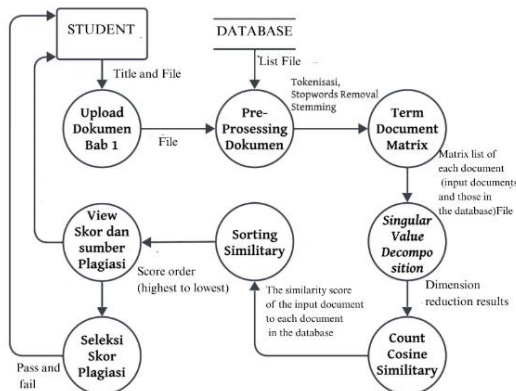 STUDENT
DATABASE
Title and File
List File
Upload
Dokumen
Bab 1
File
Pre-
Prosessing
Dokumen
Tokenisasi,
Stopwords Removal
Stemming
Term
Document
Matrix
Matrix list of
each document
(input documents
and those in
the database)File
View
Skor dan
sumber
Plagiasi
Score order
(highest to lowest)
Sorting
Similitary
Singular
Value
Decompo
sition
Dimension
reduction results
The similarity score
of the input document
to each document
in the database
Seleksi
Skor
Plagiasi
Pass and
fail
Count
Cosine
Similitary